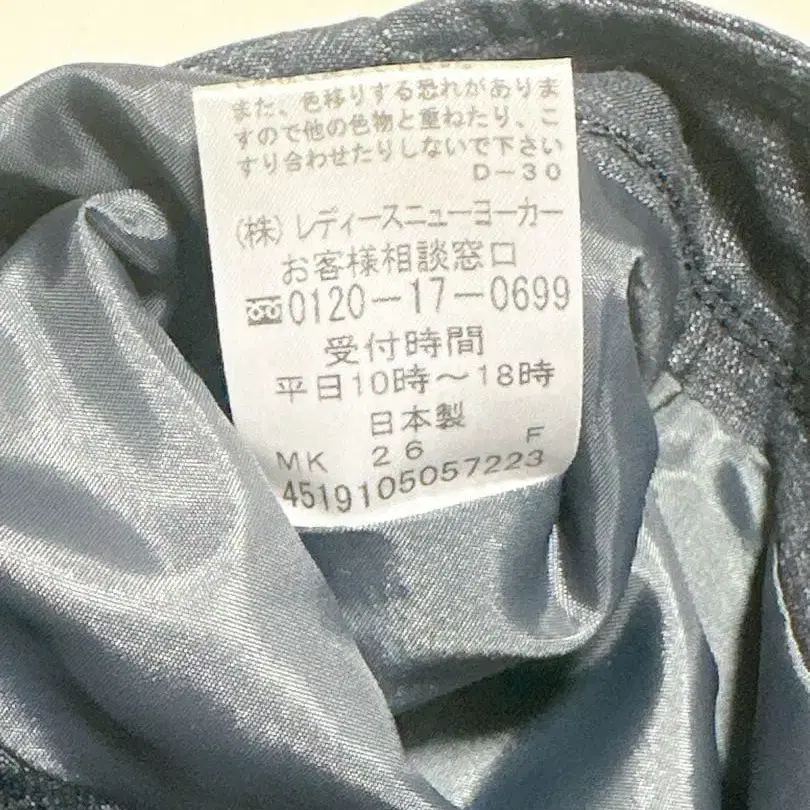 また、色移りする恐れがありま
すので他の色物と重ねたり、こ
すり合わせたりしないで下さい
D-30
(株)レディースニューヨーカー
お客様相談窓口
0120-17-0699
受付時間
平日10時～18時
日本製
MK 26 F
4519105057223